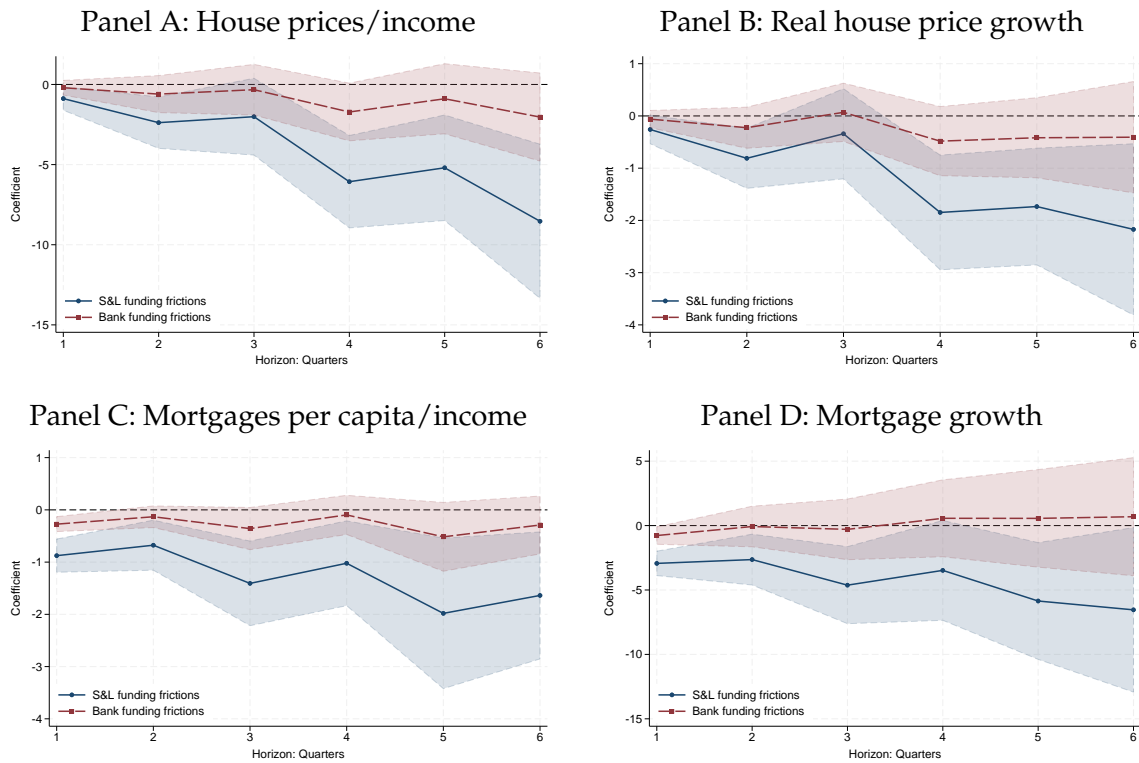 Panel A: House prices/income
0
-5
-10
-15
Coefficient
S&L funding frictions
Bank funding frictions
1 2 3 4 5 6
Horizon: Quarters
Panel B: Real house price growth
1
0
-1
-2
-3
-4
Coefficient
S&L funding frictions
Bank funding frictions
1 2 3 4 5 6
Horizon: Quarters
Panel C: Mortgages per capita/income
1
0
-1
-2
-3
-4
Coefficient
S&L funding frictions
Bank funding frictions
1 2 3 4 5 6
Horizon: Quarters
Panel D: Mortgage growth
5
0
-5
-10
-15
Coefficient
S&L funding frictions
Bank funding frictions
1 2 3 4 5 6
Horizon: Quarters